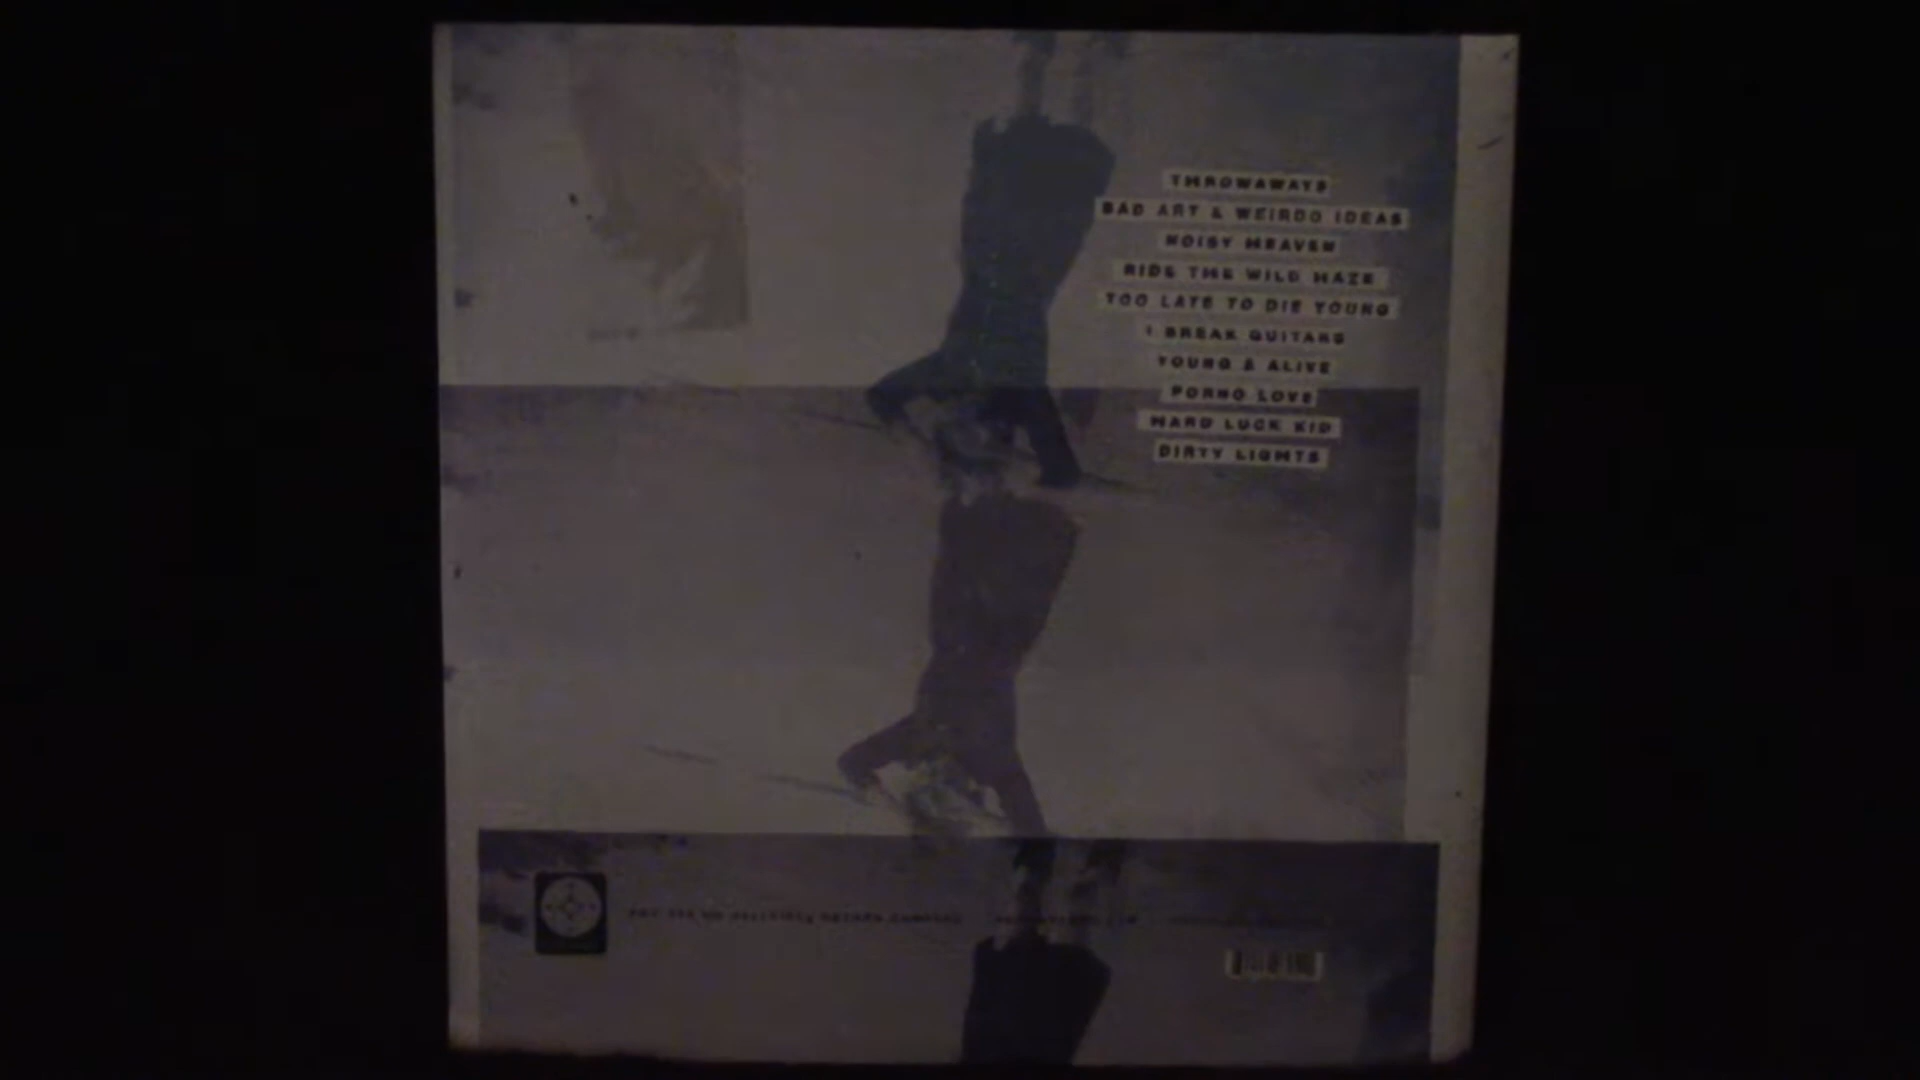 THROWAWAYS
BAD ART & WEIRDO IDEAS
NOISY HEAVEN
RIDE THE WILD HAZE
TOO LATE TO DIE YOUNG
I BREAK GUITARS
YOUNG & ALIVE
PORNO LOVE
HARD LUCK KID
DIRTY LIGHTS